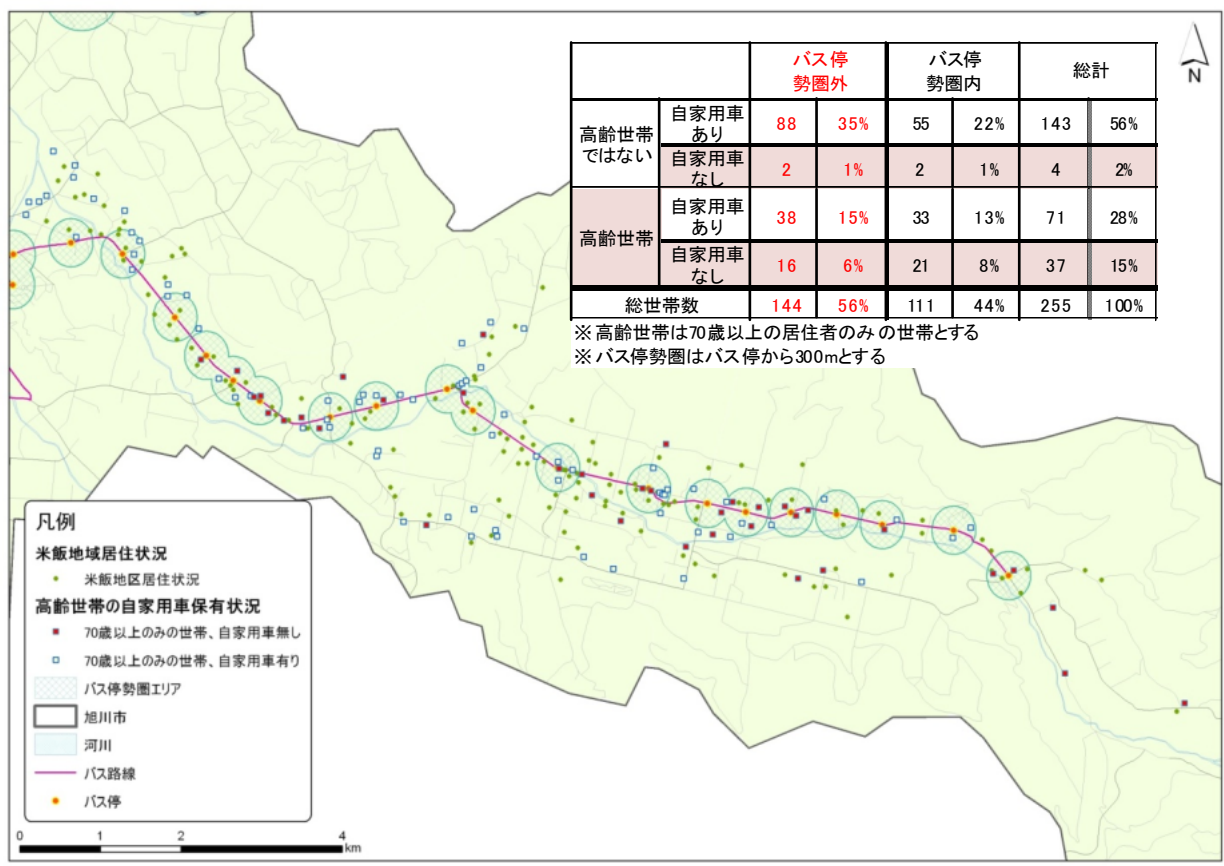 N
バス停
勢圏外
バス停
勢圏内
総計
高齢世帯
ではない
自家用車
あり
88 35% 55 22% 143 56%
自家用車
なし
2 1% 2 1% 4 2%
高齢世帯
自家用車
あり
38 15% 33 13% 71 28%
自家用車
なし
16 6% 21 8% 37 15%
総世帯数 144 56% 111 44% 255 100%
※高齢世帯は70歳以上の居住者のみの世帯とする
※バス停勢圏はバス停から300mとする
凡例
米飯地域居住状況
米飯地区居住状況
高齢世帯の自家用車保有状況
70歳以上のみの世帯、自家用車無し
70歳以上のみの世帯、自家用車有り
バス停勢圏エリア
旭川市
河川
バス路線
バス停
0 1 2 4
km